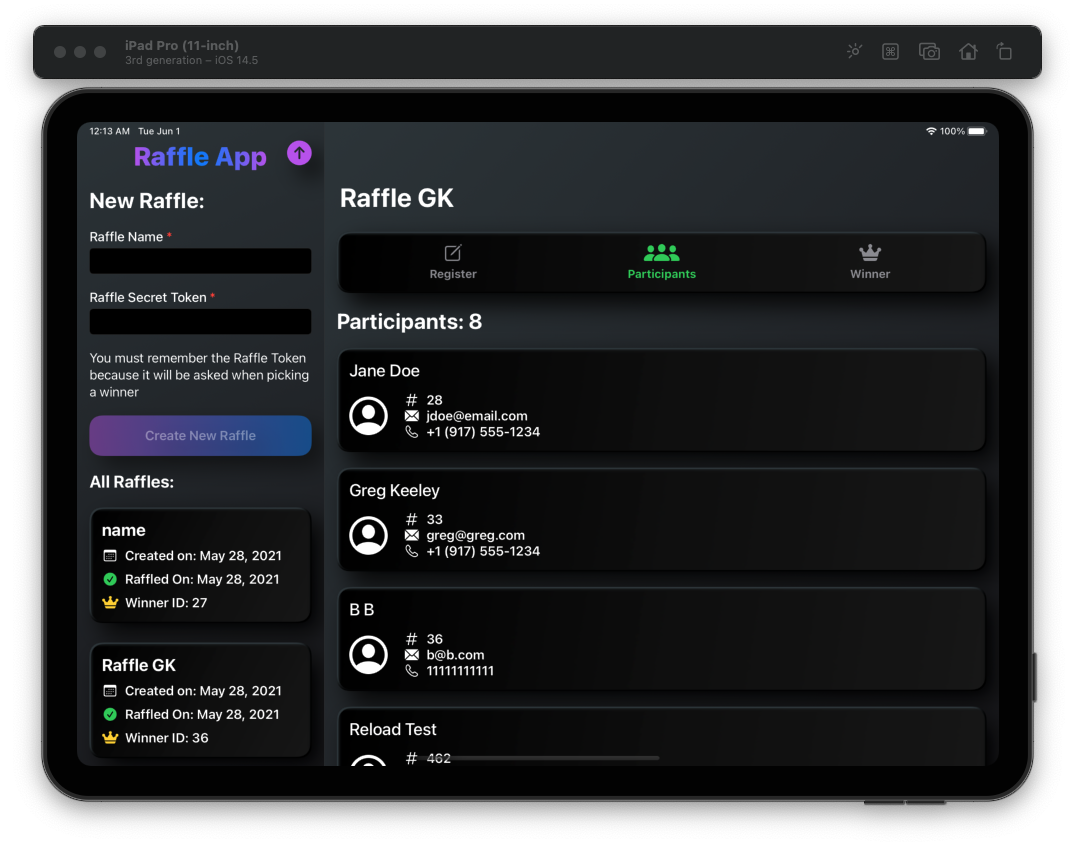 iPad Pro (11-inch)
3rd generation – iOS 14.5
12:13 AM Tue Jun 1
100%
Raffle App
New Raffle:
Raffle Name *
Raffle Secret Token *
You must remember the Raffle Token
because it will be asked when picking
a winner
Create New Raffle
All Raffles:
name
Created on: May 28, 2021
Raffled On: May 28, 2021
Winner ID: 27
Raffle GK
Created on: May 28, 2021
Raffled On: May 28, 2021
Winner ID: 36
Raffle GK
Register
Participants
Winner
Participants: 8
Jane Doe
# 28
jdoe@email.com
+1 (917) 555-1234
Greg Keeley
# 33
greg@greg.com
+1 (917) 555-1234
B B
# 36
b@b.com
11111111111
Reload Test
# 462